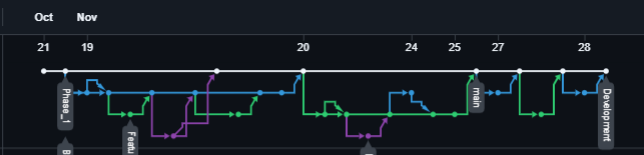 Oct Nov
21 19 20 24 25 27 28
Phase_1
Featu
main
Development